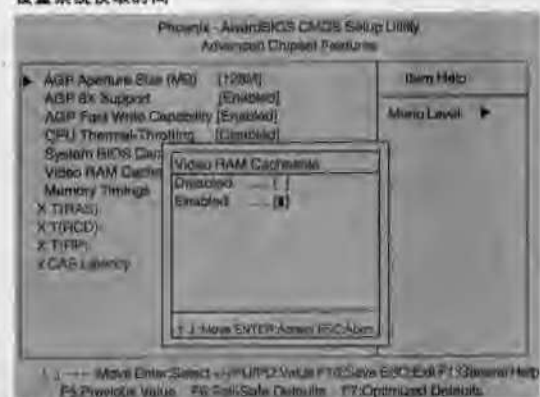 Phoenix - AwardBIOS CMOS Setup Utility
Advanced Chipset Features
AGP Aperture Size (MB) [128M]
AGP 8X Support [Enabled]
AGP Fast Write Capability [Enabled]
CPU Thermal-Throttling [Disabled]
System BIOS
Video RAM
Memory Timings
X T(RAS)
X T(RCD)
X T(RP)
X CAS Latency
Item Help
Menu Level ▶
Video RAM Cacheable
Disabled ..... [ ]
Enabled ..... [■]
↑↓:Move ENTER:Accept ESC:Abort
↑↓→←:Move Enter:Select +/-/PU/PD:Value F10:Save ESC:Exit F1:General Help
F5:Previous Value F6:Fail-Safe Defaults F7:Optimized Defaults